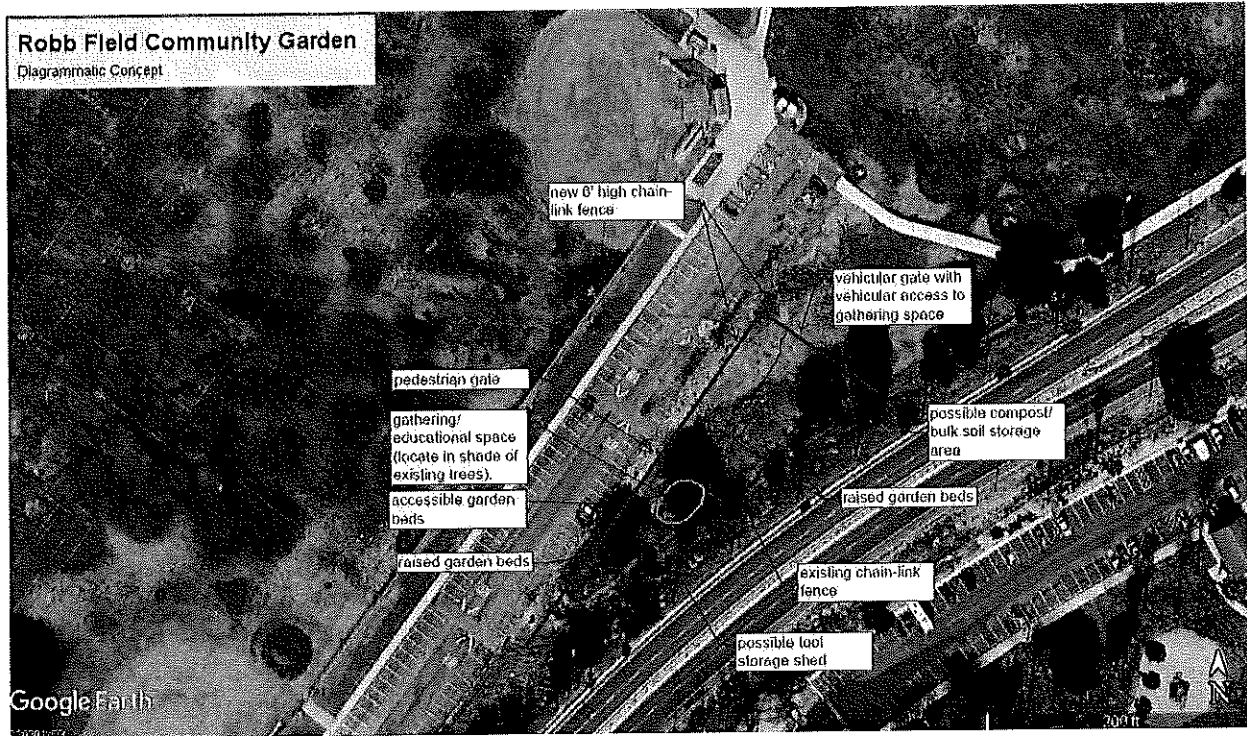 Robb Field Community Garden
Diagrammatic Concept
new 6' high chain-
link fence
vehicular gate with
vehicular access to
gathering space
pedestrian gate
gathering/
educational space
(locate in shade of
existing trees).
accessible garden
beds
raised garden beds
possible compost/
bulk soil storage
area
raised garden beds
existing chain-link
fence
possible tool
storage shed
Google Earth
N
200 ft